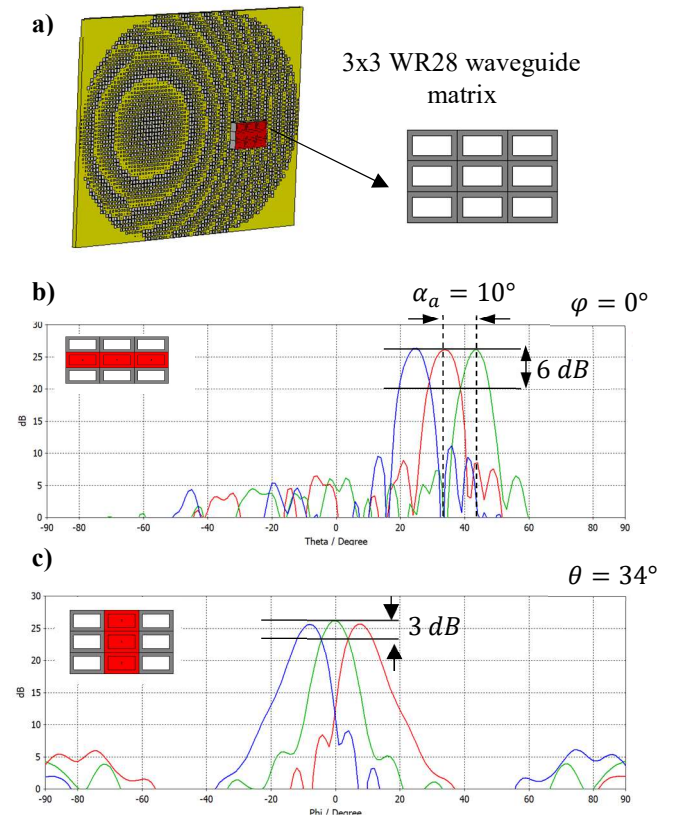 a)
3x3 WR28 waveguide
matrix
b)
α_a = 10°
φ = 0°
30
25
20
15
10
5
0
dB
6 dB
-90 -80 -60 -40 -20 0 20 40 60 80 90
Theta / Degree
c)
θ = 34°
30
25
20
15
10
5
0
dB
3 dB
-90 -80 -60 -40 -20 0 20 40 60 80 90
Phi / Degree